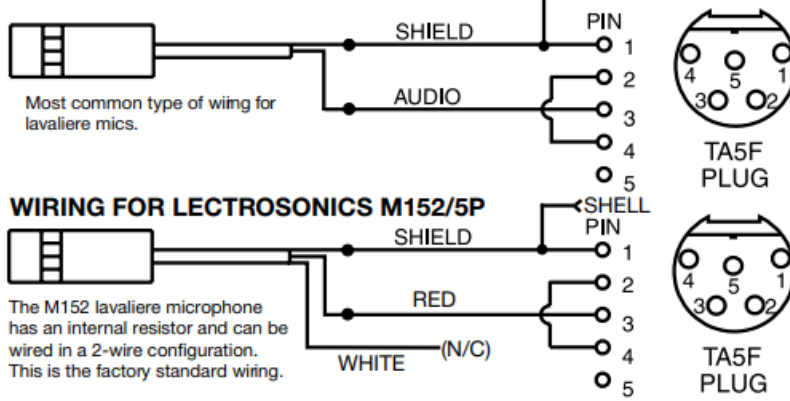 PIN
SHIELD
1
2
AUDIO
3
4
5
4
5
1
3
2
TA5F
PLUG
Most common type of wiing for
lavaliere mics.
WIRING FOR LECTROSONICS M152/5P
SHELL
PIN
SHIELD
1
2
RED
3
(N/C)
WHITE
4
5
4
5
1
3
2
TA5F
PLUG
The M152 lavaliere microphone
has an internal resistor and can be
wired in a 2-wire configuration.
This is the factory standard wiring.